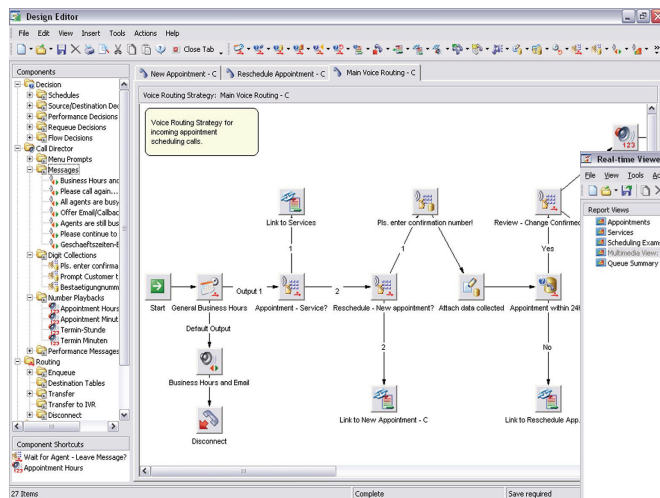 Design Editor
File Edit View Insert Tools Actions Help
Close Tab
Components
Decision
Schedules
Source/Destination Dec
Performance Decisions
Requeue Decisions
Flow Decisions
Call Director
Menu Prompts
Messages
Business Hours and
Please call again...
All agents are busy
Offer Email/Callbac
Agents are still bus
Please continue to
Geschaeftszeiten-E
Digit Collections
Pls. enter confirma
Prompt Customer t
Bestaetigungnumm
Number Playbacks
Appointment Hours
Appointment Minut
Termin-Stunde
Termin Minuten
Performance Messages
Routing
Enqueue
Destination Tables
Transfer
Transfer to IVR
Disconnect
Component Shortcuts
Wait for Agent - Leave Message?
Appointment Hours
27 Items
Complete
Save required
New Appointment - C
Reschedule Appointment - C
Main Voice Routing - C
Voice Routing Strategy: Main Voice Routing - C
Voice Routing Strategy for
incoming appointment
scheduling calls.
123
Link to Services
Pls. enter confirmation number!
Review - Change Confirmed
1
1
Yes
Start
General Business Hours
Output 1
Appointment - Service?
2
Reschedule - New appointment?
Attach data collected
Appointment within 24H
Default Output
2
No
Business Hours and Email
Link to New Appointment - C
Link to Reschedule App.
Disconnect
Real-time Viewer
File View Tools Ac
Report Views
Appointments
Services
Scheduling Exam
Multimedia View:
Queue Summary